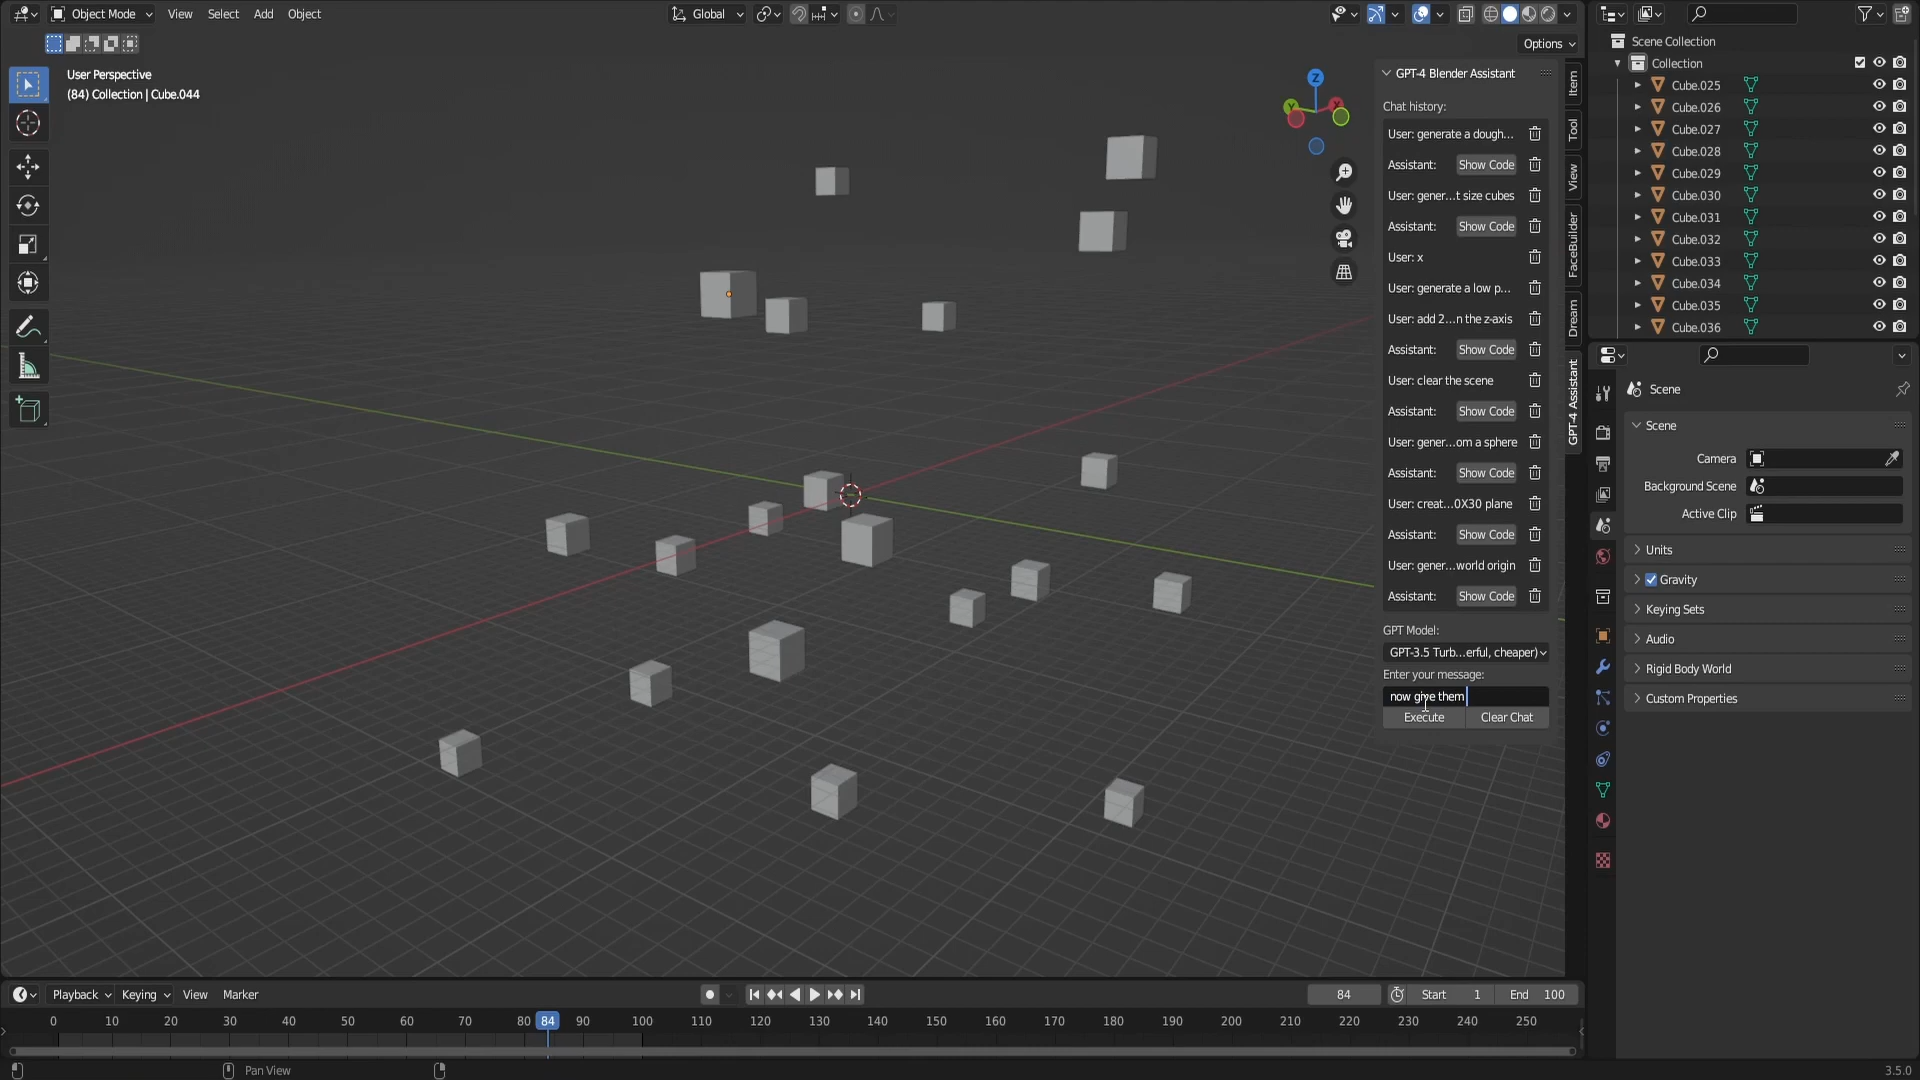 Object Mode
View
Select
Add
Object
Global
Options
User Perspective
(84) Collection | Cube.044
Z
GPT-4 Blender Assistant
Chat history:
User: generate a dough...
Assistant:
Show Code
User: gener...t size cubes
Assistant:
Show Code
User: x
User: generate a low p...
User: add 2...n the z-axis
Assistant:
Show Code
User: clear the scene
Assistant:
Show Code
User: gener...om a sphere
Assistant:
Show Code
User: creat...0X30 plane
Assistant:
Show Code
User: gener...world origin
Assistant:
Show Code
GPT Model:
GPT-3.5 Turb...erful, cheaper)
Enter your message:
now give them
Execute
Clear Chat
Item
Tool
View
FaceBuilder
Dream
GPT-4 Assistant
Scene Collection
Collection
Cube.025
Cube.026
Cube.027
Cube.028
Cube.029
Cube.030
Cube.031
Cube.032
Cube.033
Cube.034
Cube.035
Cube.036
Scene
Scene
Camera
Background Scene
Active Clip
Units
Gravity
Keying Sets
Audio
Rigid Body World
Custom Properties
Playback
Keying
View
Marker
84
Start 1
End 100
0 10 20 30 40 50 60 70 80 84 90 100 110 120 130 140 150 160 170 180 190 200 210 220 230 240 250
Pan View
3.5.0